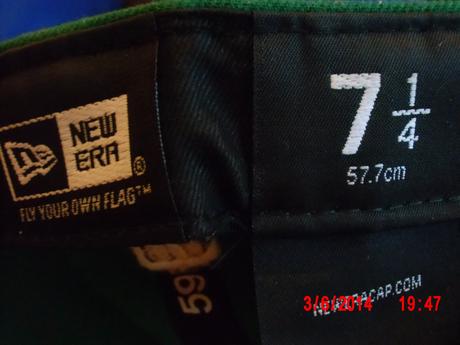 NEW
ERA®
FLY YOUR OWN FLAG™
7 1/4
57.7cm
59
NEWERACAP.COM
3/6/2014 19:47